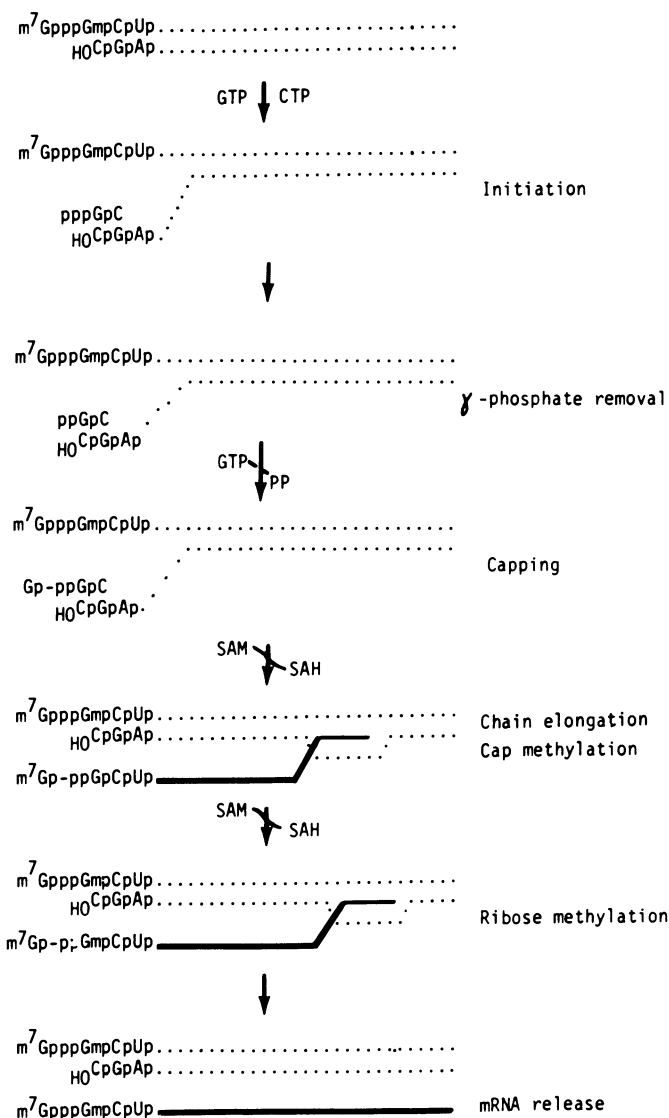 m⁷GpppGmpCpUp
HOCpGpAp
GTP CTP
m⁷GpppGmpCpUp
pppGpC
HOCpGpAp
Initiation
m⁷GpppGmpCpUp
ppGpC
HOCpGpAp
γ-phosphate removal
GTP
PP
m⁷GpppGmpCpUp
Gp-ppGpC
HOCpGpAp
Capping
SAM
SAH
m⁷GpppGmpCpUp
HOCpGpAp
m⁷Gp-ppGpCpUp
Chain elongation
Cap methylation
SAM
SAH
m⁷GpppGmpCpUp
HOCpGpAp
m⁷Gp-ppGmpCpUp
Ribose methylation
m⁷GpppGmpCpUp
HOCpGpAp
m⁷GpppGmpCpUp
mRNA release